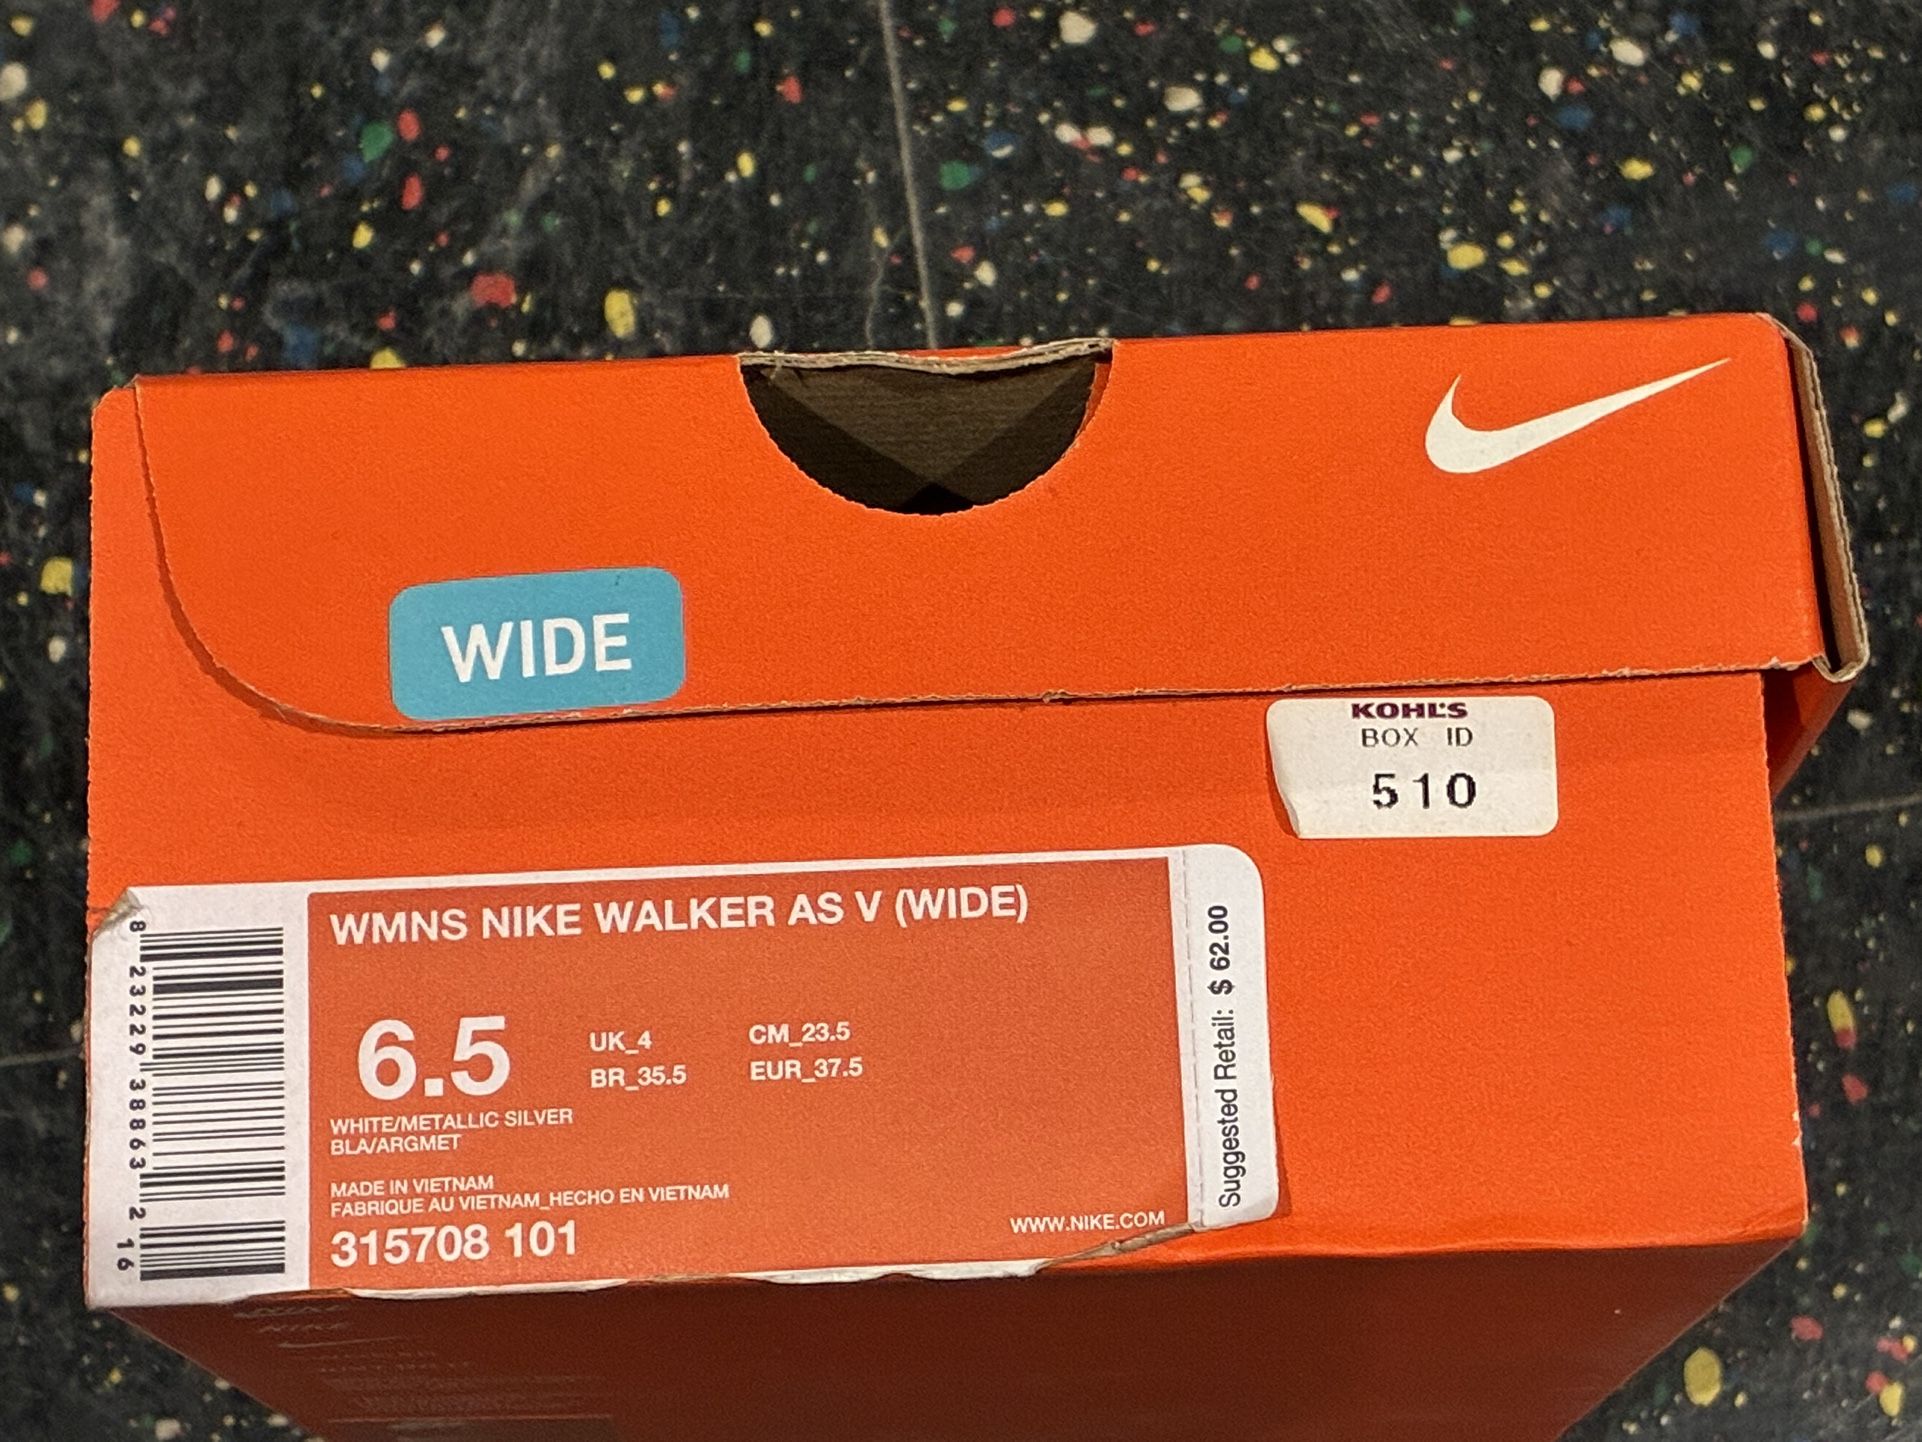 WIDE
KOHL'S
BOX ID
510
WMNS NIKE WALKER AS V (WIDE)
6.5
UK_4 CM_23.5
BR_35.5 EUR_37.5
WHITE/METALLIC SILVER
BLA/ARGMET
MADE IN VIETNAM
FABRIQUE AU VIETNAM_HECHO EN VIETNAM
315708 101
WWW.NIKE.COM
Suggested Retail: $ 62.00
8 23229 38863 2 16